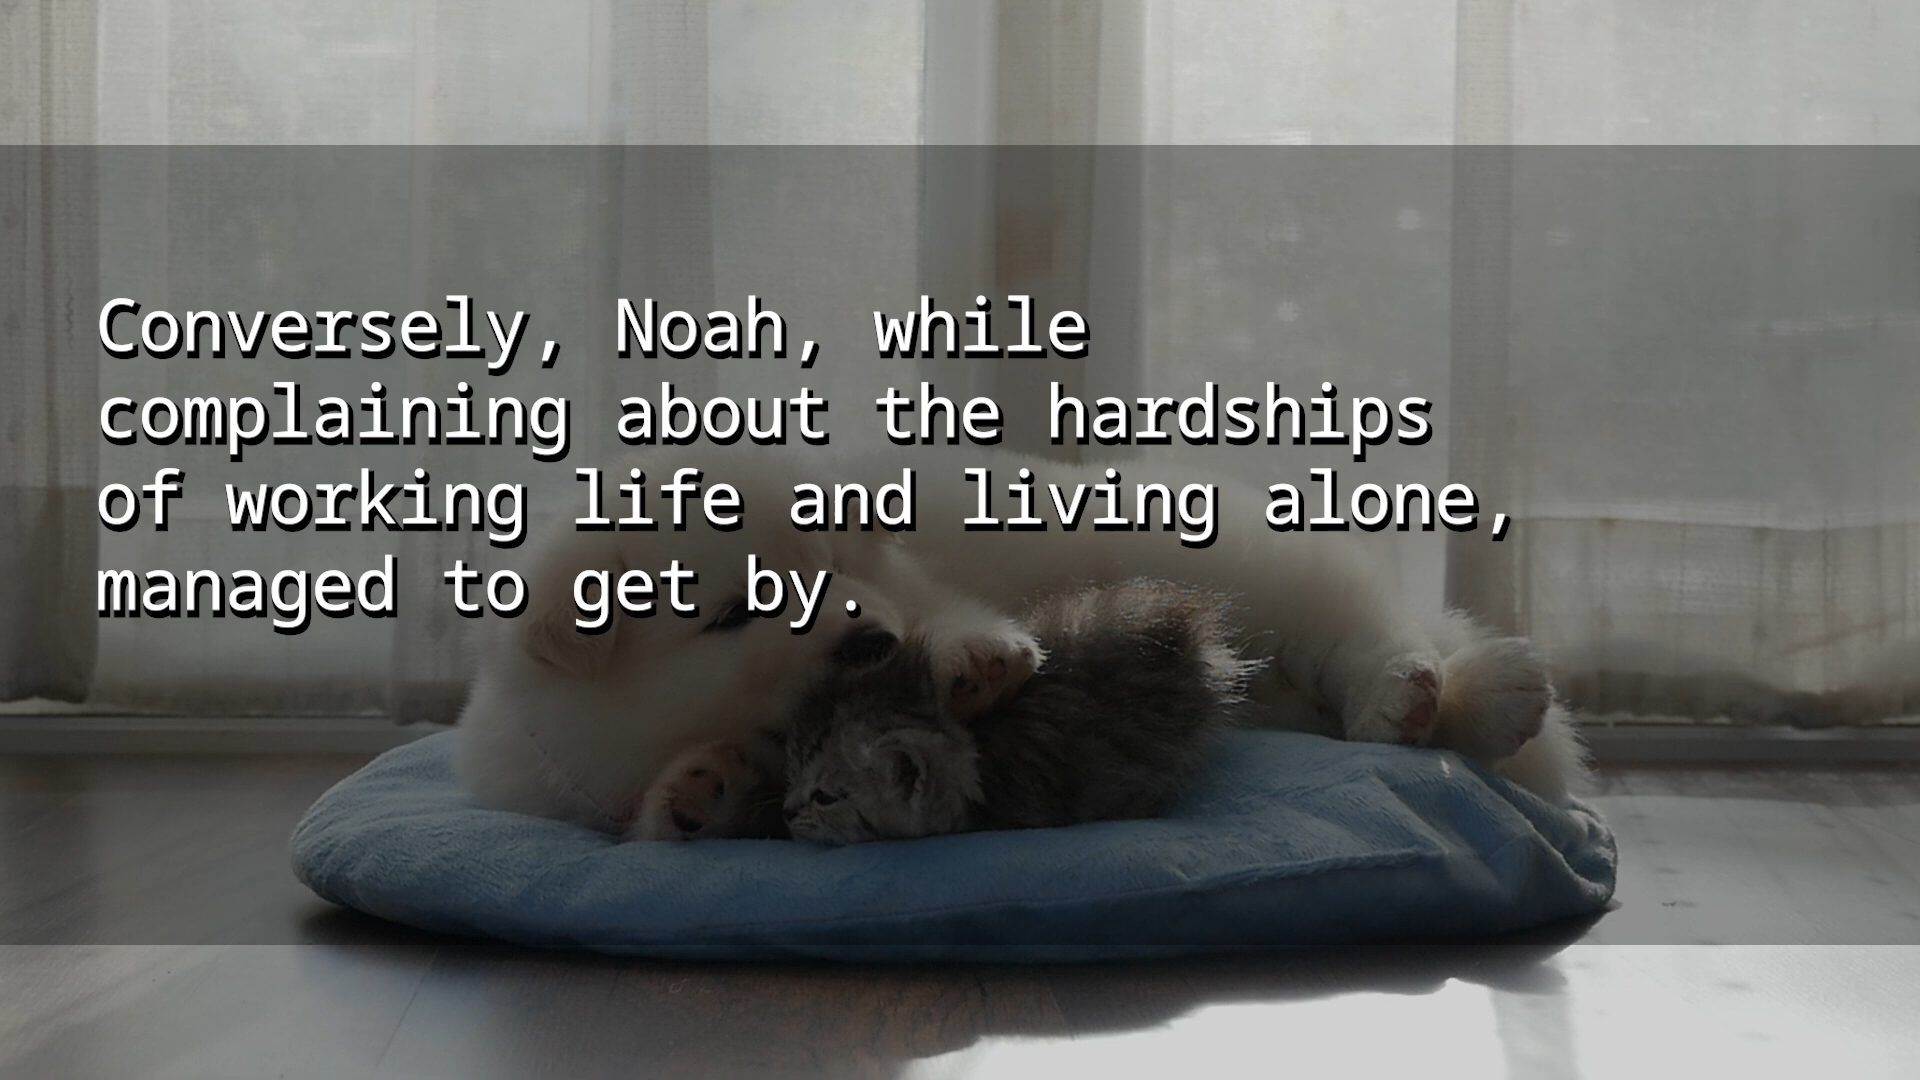 Conversely, Noah, while
complaining about the hardships
of working life and living alone,
managed to get by.